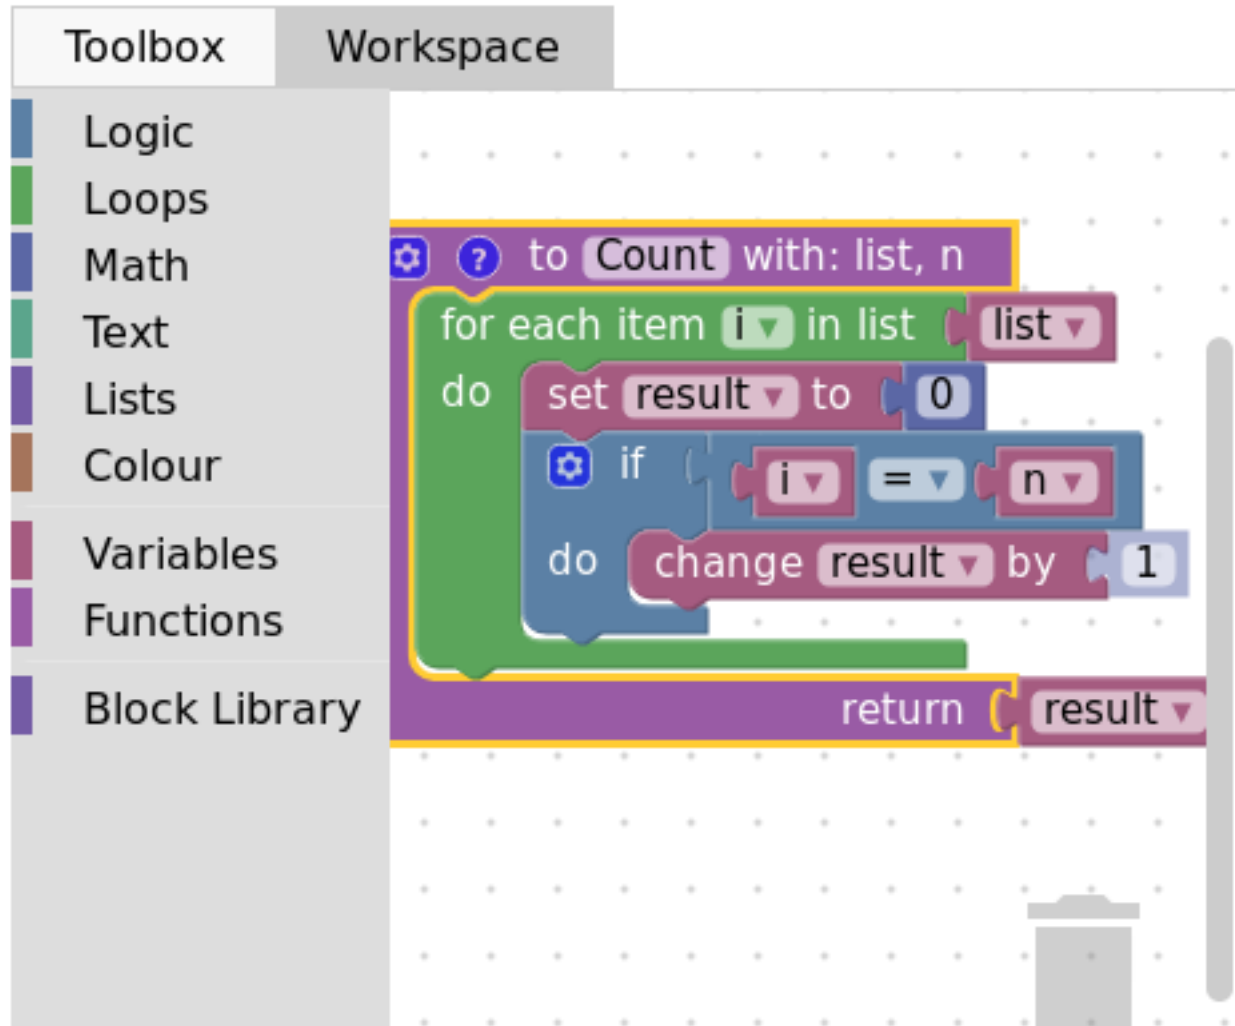 Toolbox Workspace
Logic
Loops
Math
Text
Lists
Colour
Variables
Functions
Block Library
? to Count with: list, n
for each item i ▼ in list list ▼
do set result ▼ to 0
if i ▼ = ▼ n ▼
do change result ▼ by 1
return result ▼